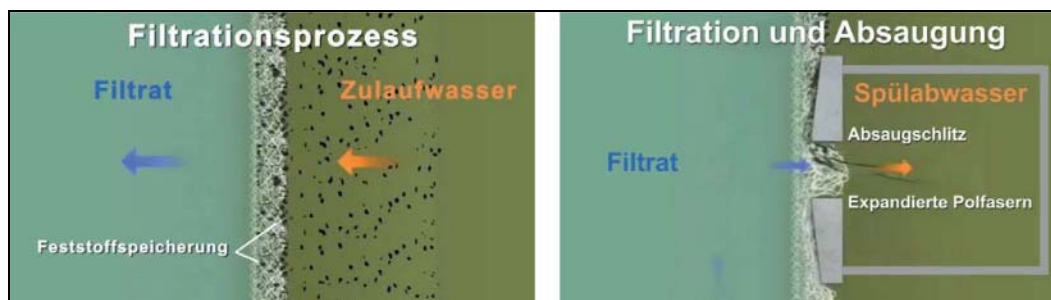 Filtrationsprozess
Filtrat
Zulaufwasser
Feststoffspeicherung
Filtration und Absaugung
Spülabwasser
Absaugschlitz
Filtrat
Expandierte Polfasern